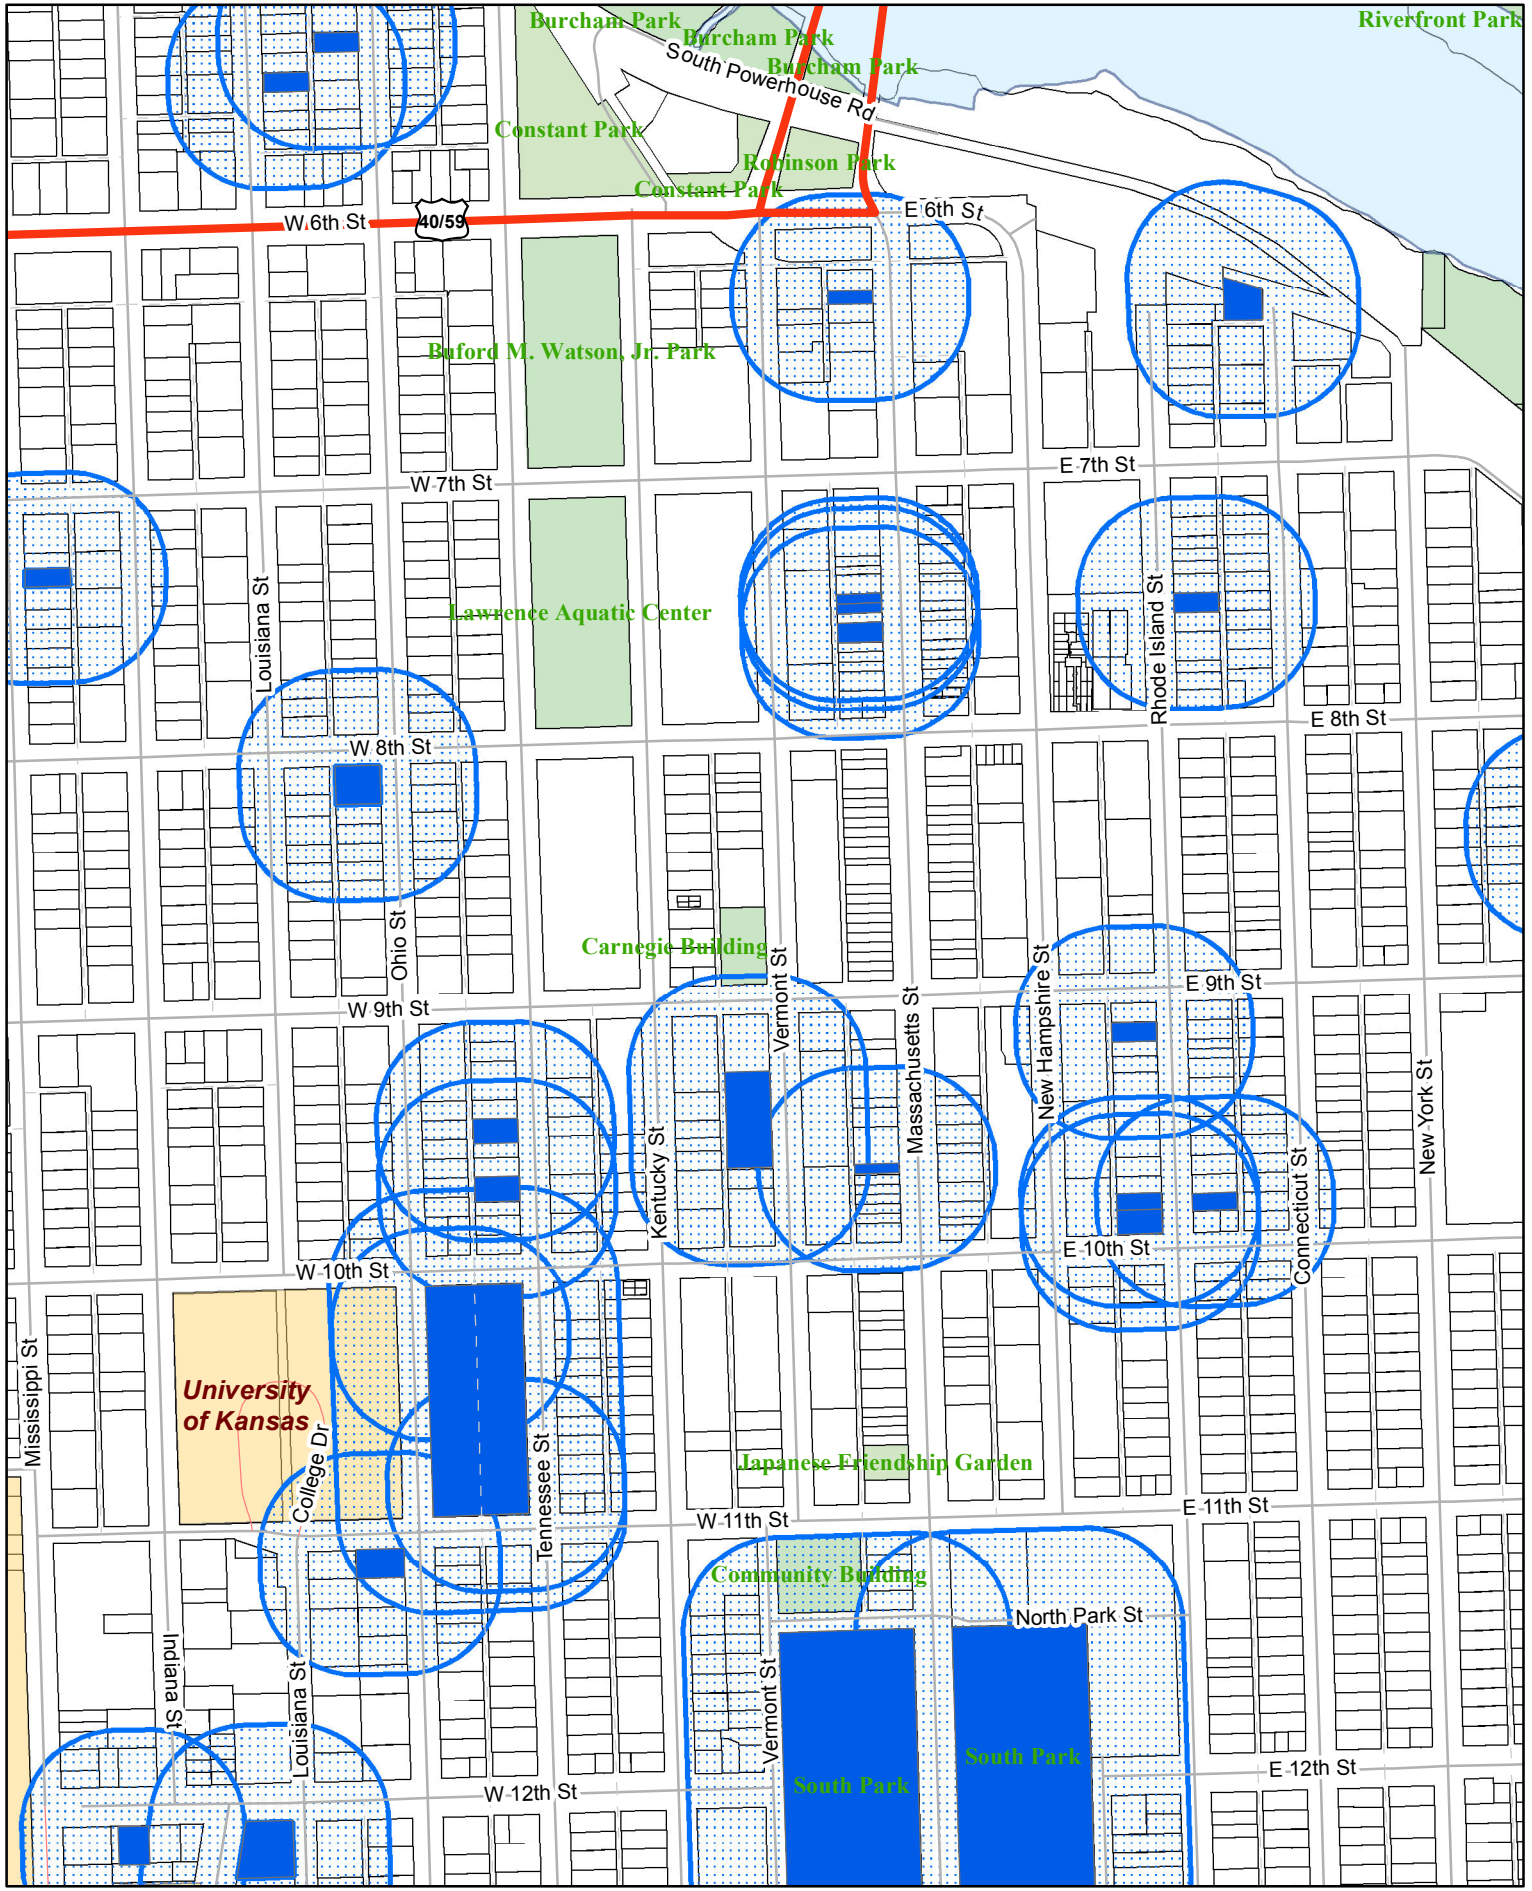 Burcham Park
Riverfront Park
Burcham Park
Burcham Park
South Powerhouse Rd
Constant Park
Robinson Park
Constant Park
W 6th St
40/59
E 6th St
Buford M. Watson, Jr. Park
E 7th St
W 7th St
Louisiana St
Lawrence Aquatic Center
Rhode Island St
E 8th St
W 8th St
Ohio St
Carnegie Building
Vermont St
New Hampshire St
E 9th St
W 9th St
Massachusetts St
Kentucky St
New York St
Connecticut St
E 10th St
W 10th St
Mississippi St
University
of Kansas
College Dr
Tennessee St
Japanese Friendship Garden
E 11th St
W 11th St
Community Building
North Park St
Indiana St
Louisiana St
Vermont St
South Park
South Park
E 12th St
W 12th St